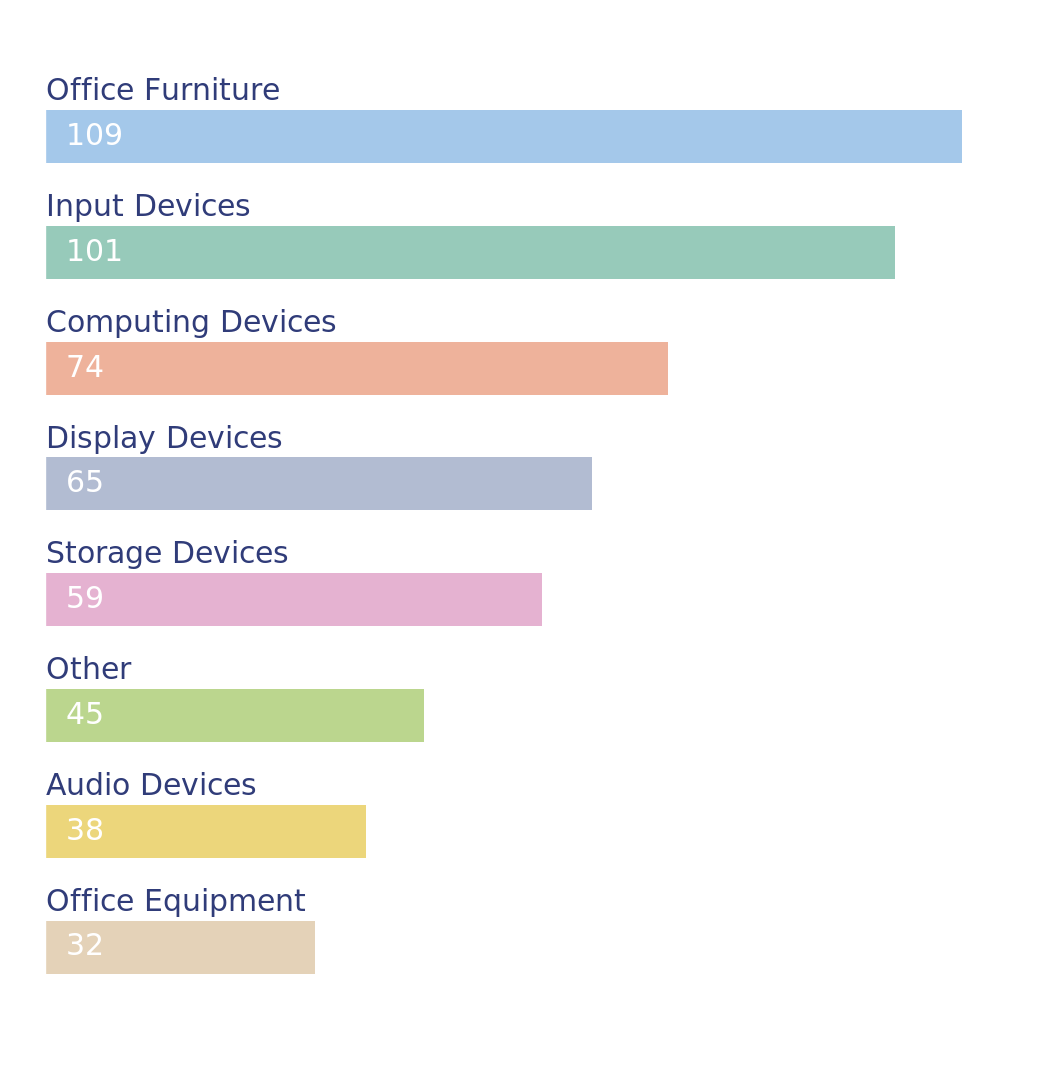 Office Furniture
109
Input Devices
101
Computing Devices
74
Display Devices
65
Storage Devices
59
Other
45
Audio Devices
38
Office Equipment
32